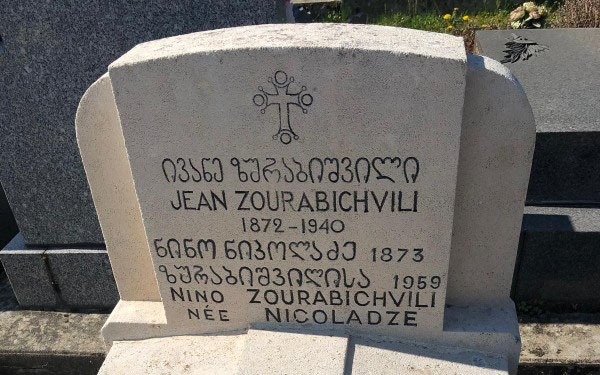 ივანე ზურაბიშვილი
JEAN ZOURABICHVILI
1872-1940
ნინო ნიკოლაძე 1873
ზურაბიშვილისა 1959
NINO ZOURABICHVILI
NÉE NICOLADZE